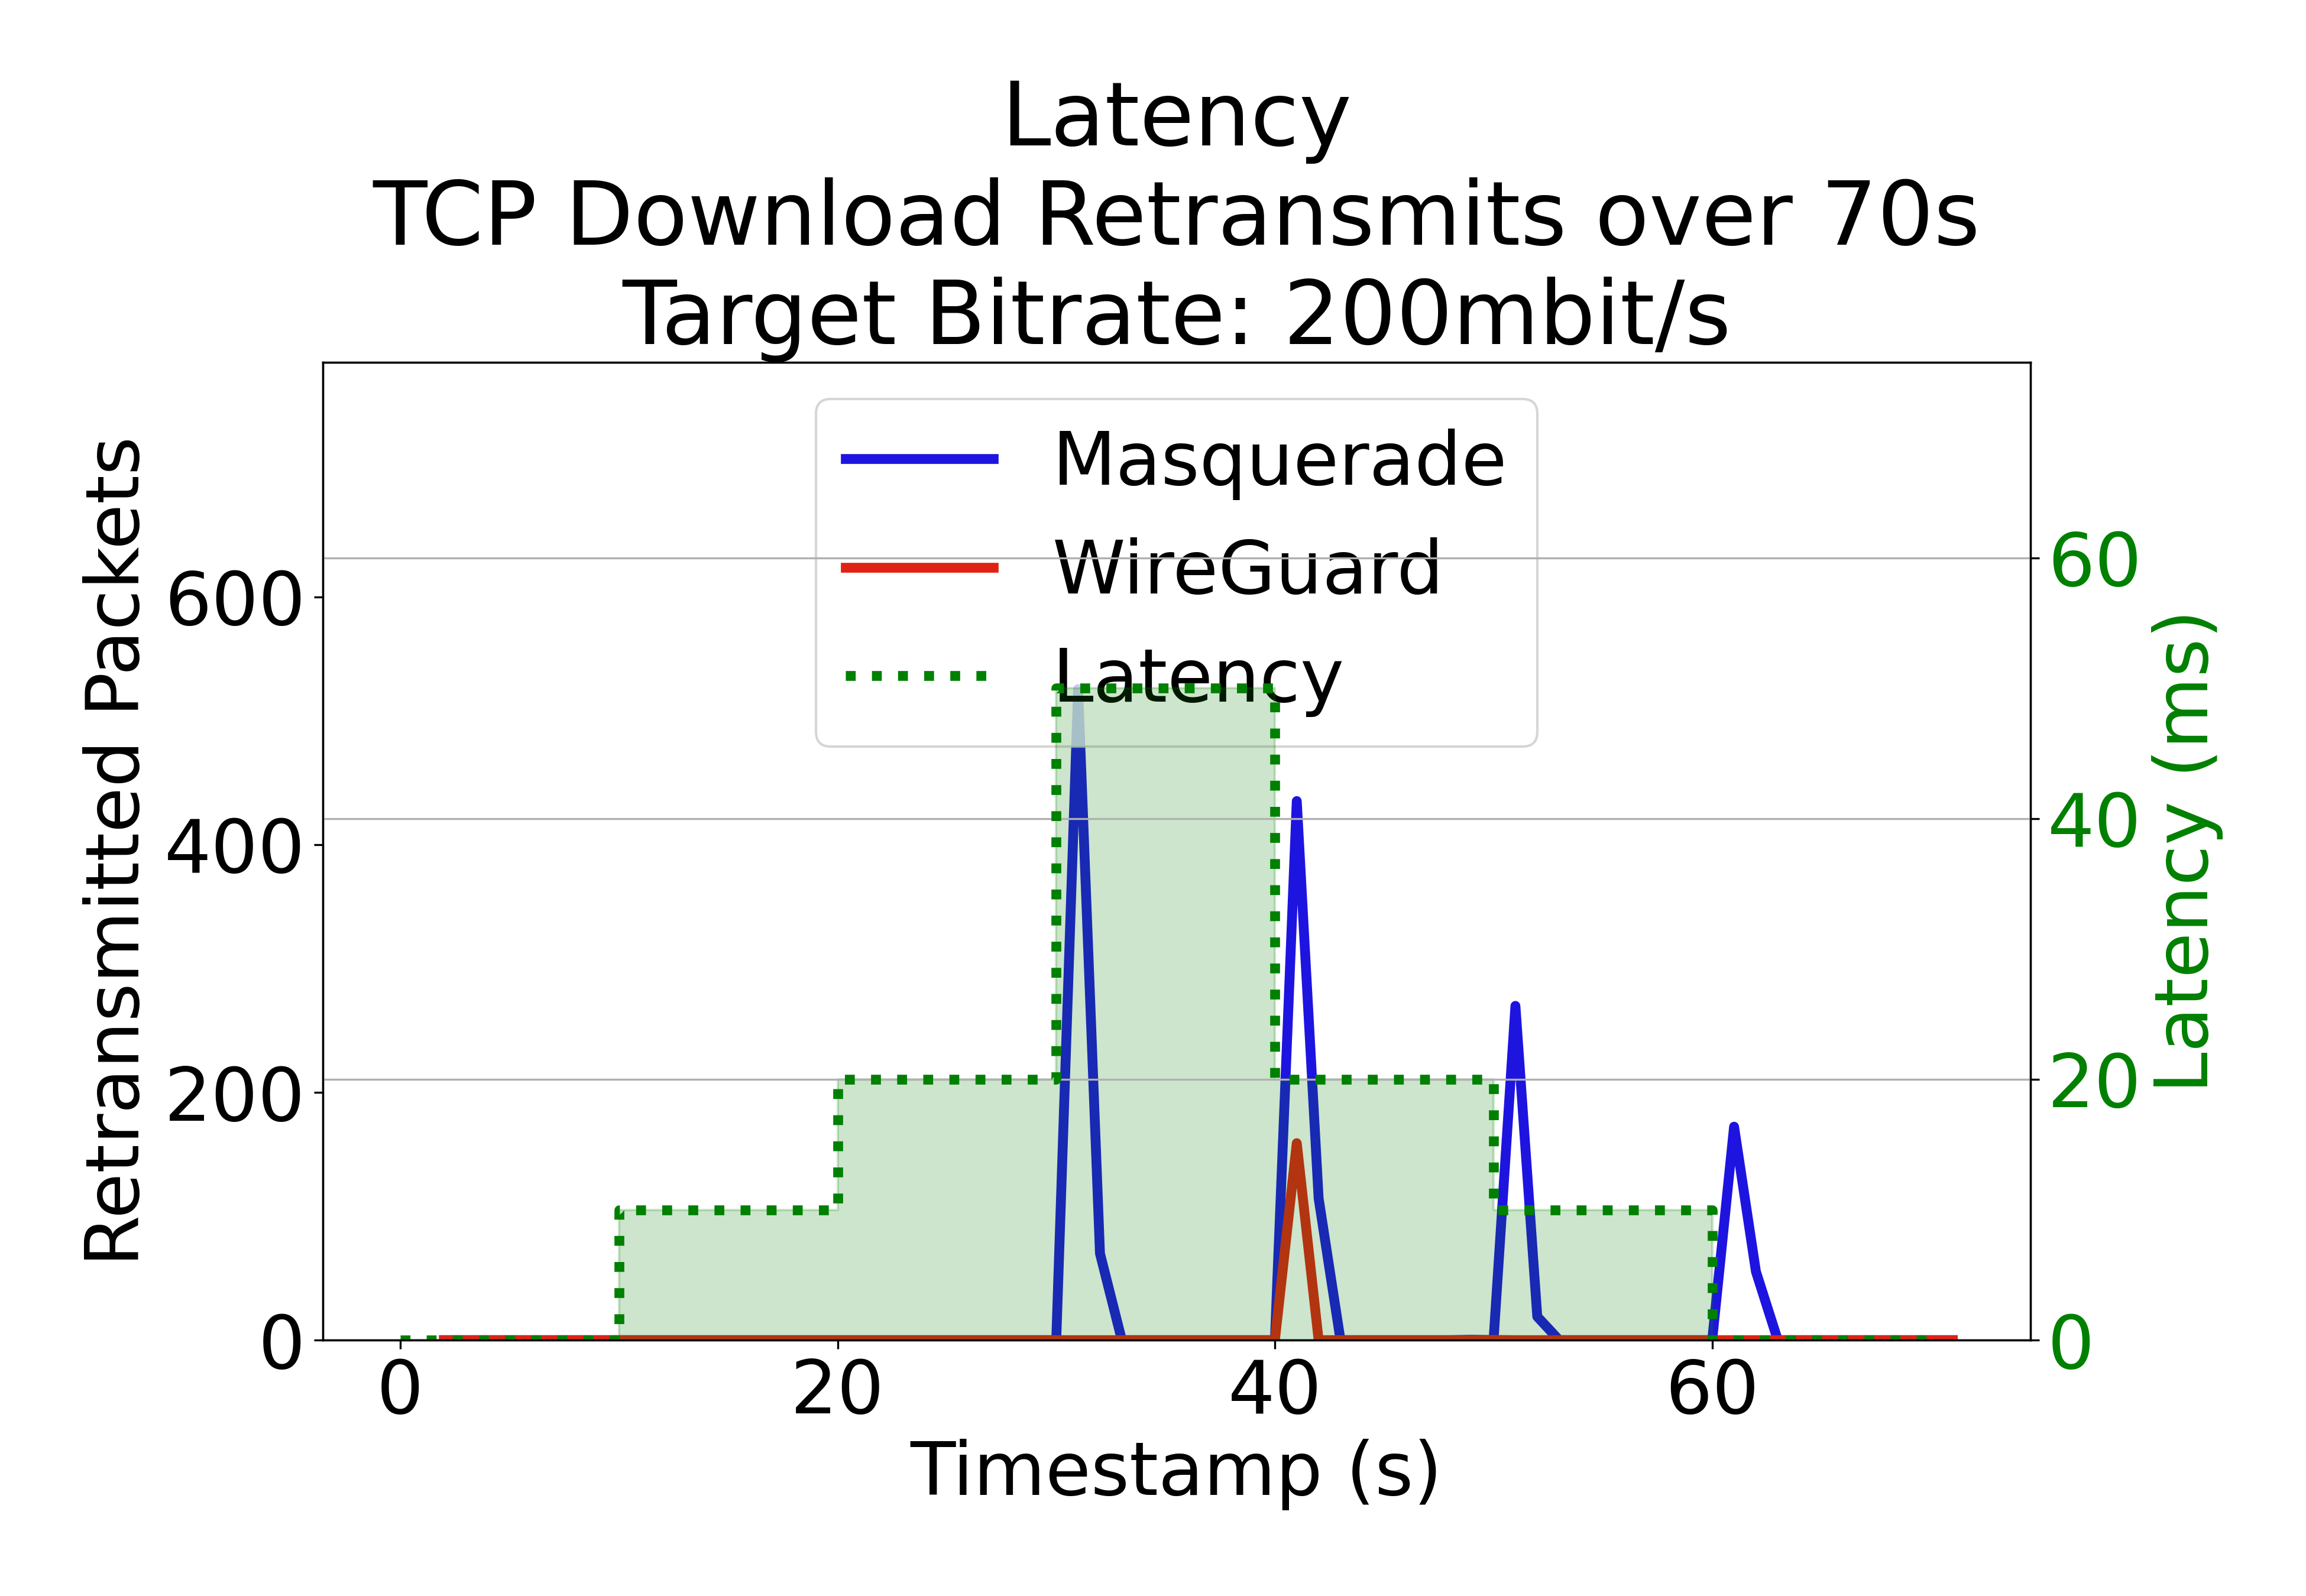 Latency
TCP Download Retransmits over 70s
Target Bitrate: 200mbit/s
Masquerade
WireGuard
Latency
Retransmitted Packets
600
400
200
0
60
40
20
0
Latency (ms)
0 20 40 60
Timestamp (s)